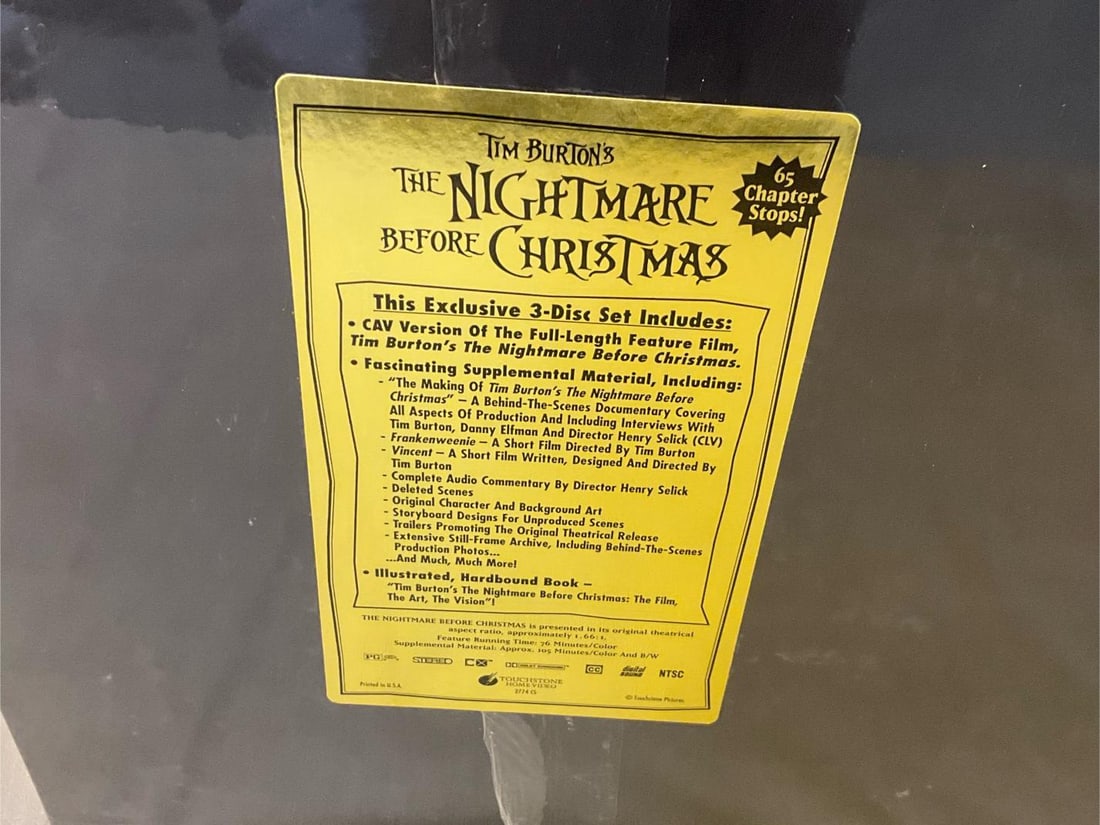 TIM BURTON'S
THE NIGHTMARE
BEFORE CHRISTMAS
65
Chapter
Stops!
This Exclusive 3-Disc Set Includes:
• CAV Version Of The Full-Length Feature Film,
Tim Burton's The Nightmare Before Christmas.
• Fascinating Supplemental Material, Including:
- "The Making Of Tim Burton's The Nightmare Before
Christmas" – A Behind-The-Scenes Documentary Covering
All Aspects Of Production And Including Interviews With
Tim Burton, Danny Elfman And Director Henry Selick (CLV)
- Frankenweenie – A Short Film Directed By Tim Burton
- Vincent – A Short Film Written, Designed And Directed By
Tim Burton
- Complete Audio Commentary By Director Henry Selick
- Deleted Scenes
- Original Character And Background Art
- Storyboard Designs For Unproduced Scenes
- Trailers Promoting The Original Theatrical Release
- Extensive Still-Frame Archive, Including Behind-The-Scenes
Production Photos...
...And Much, Much More!
• Illustrated, Hardbound Book –
"Tim Burton's The Nightmare Before Christmas: The Film,
The Art, The Vision"!
THE NIGHTMARE BEFORE CHRISTMAS is presented in its original theatrical
aspect ratio, approximately 1.66:1.
Feature Running Time: 76 Minutes/Color
Supplemental Material: Approx. 105 Minutes/Color And B/W
PG STEREO CX CC digital sound NTSC
TOUCHSTONE
HOME VIDEO
2774 CS
Printed in U.S.A.
© Touchstone Pictures